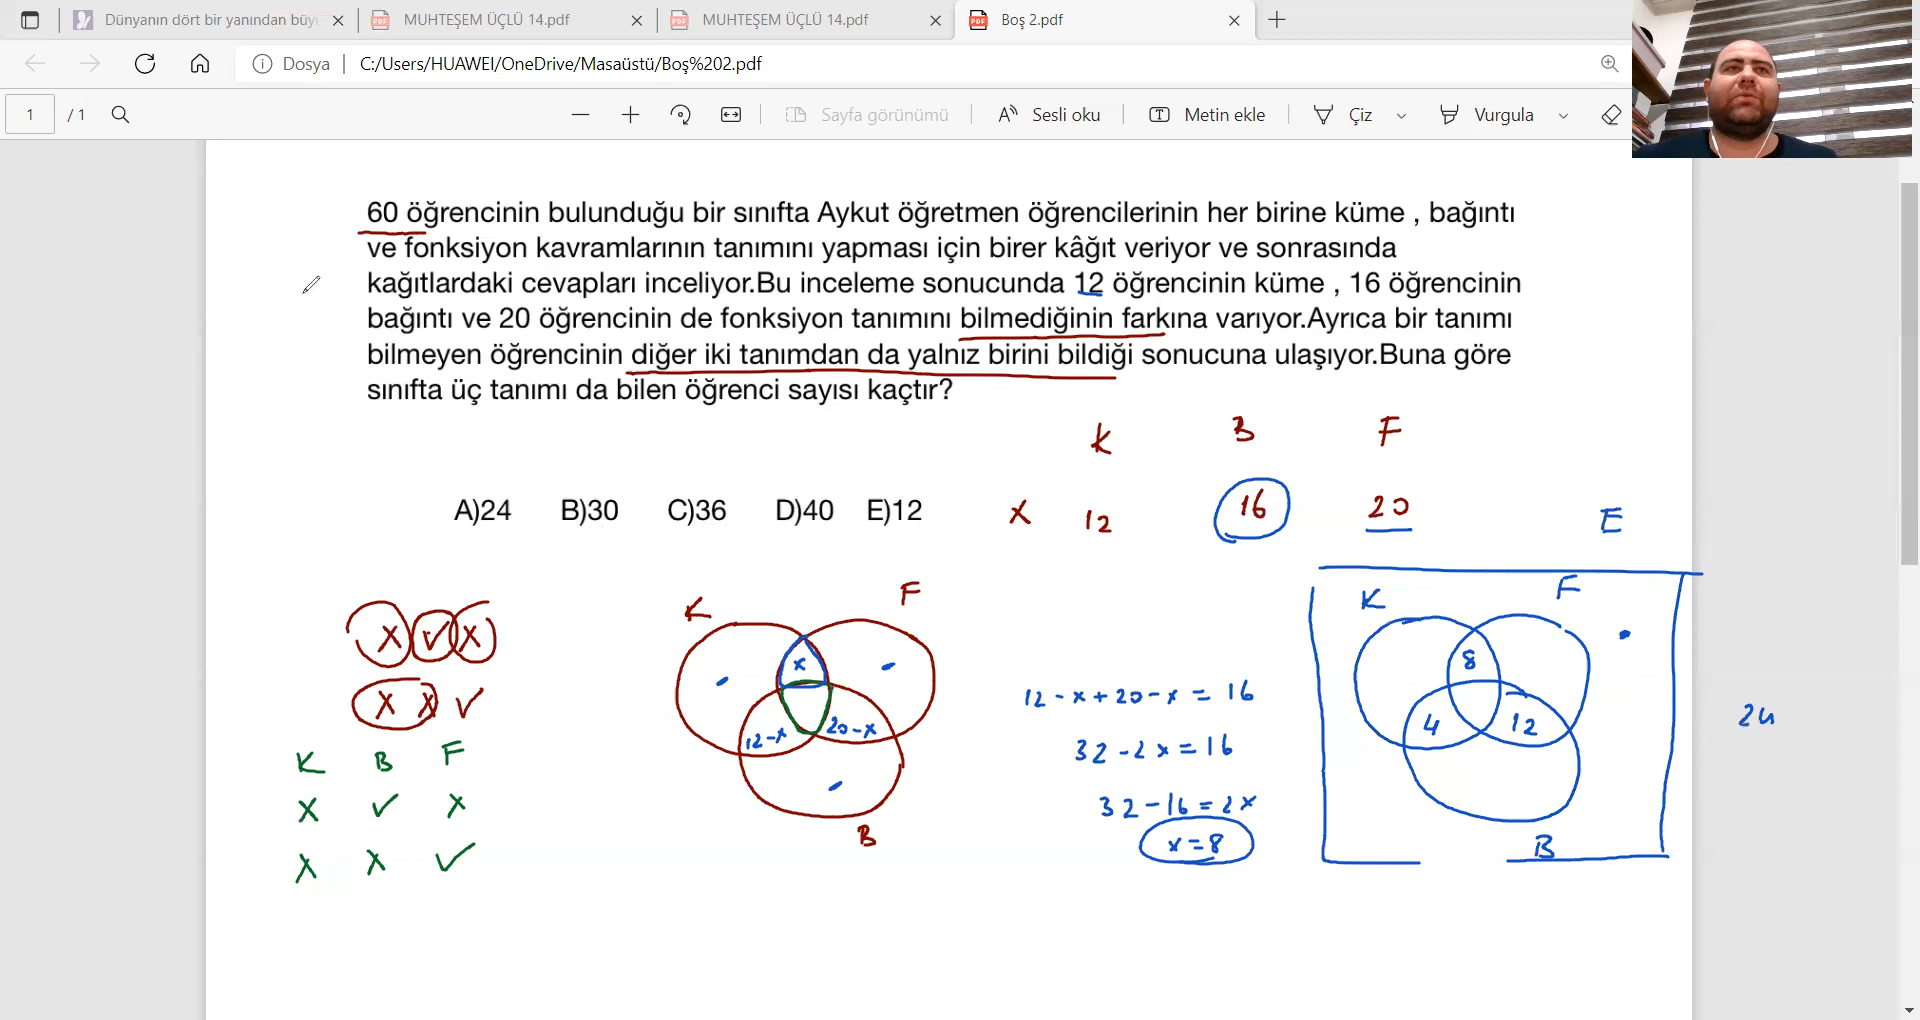 Dünyanın dört bir yanından büyü
MUHTEŞEM ÜÇLÜ 14.pdf
MUHTEŞEM ÜÇLÜ 14.pdf
Boş 2.pdf
Dosya | C:/Users/HUAWEI/OneDrive/Masaüstü/Boş%202.pdf
1 / 1 Sayfa görünümü Sesli oku Metin ekle Çiz Vurgula
60 öğrencinin bulunduğu bir sınıfta Aykut öğretmen öğrencilerinin her birine küme , bağıntı
ve fonksiyon kavramlarının tanımını yapması için birer kâğıt veriyor ve sonrasında
kağıtlardaki cevapları inceliyor.Bu inceleme sonucunda 12 öğrencinin küme , 16 öğrencinin
bağıntı ve 20 öğrencinin de fonksiyon tanımını bilmediğinin farkına varıyor.Ayrıca bir tanımı
bilmeyen öğrencinin diğer iki tanımdan da yalnız birini bildiği sonucuna ulaşıyor.Buna göre
sınıfta üç tanımı da bilen öğrenci sayısı kaçtır?
A)24 B)30 C)36 D)40 E)12
K B F
X 12 16 20
X ✓ X
X X ✓
K B F
X ✓ X
X X ✓
K F
x
12-x 20-x
B
12-x+20-x=16
32-2x=16
32-16=2x
x=8
E
K F
8
4 12
B
24